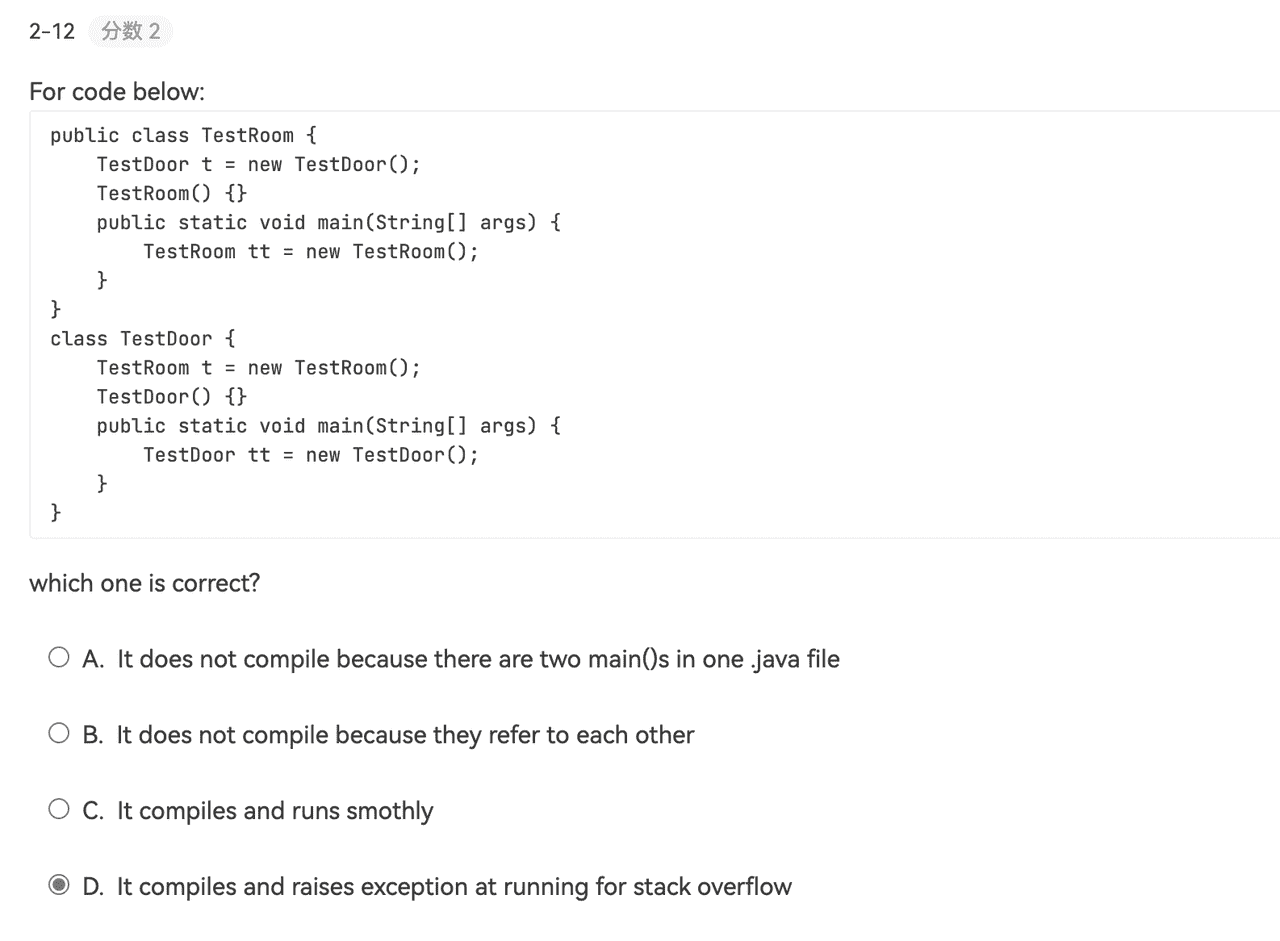 2-12 分数 2
For code below:
public class TestRoom {
    TestDoor t = new TestDoor();
    TestRoom() {}
    public static void main(String[] args) {
        TestRoom tt = new TestRoom();
    }
}
class TestDoor {
    TestRoom t = new TestRoom();
    TestDoor() {}
    public static void main(String[] args) {
        TestDoor tt = new TestDoor();
    }
}
which one is correct?
A. It does not compile because there are two main()s in one .java file
B. It does not compile because they refer to each other
C. It compiles and runs smothly
D. It compiles and raises exception at running for stack overflow